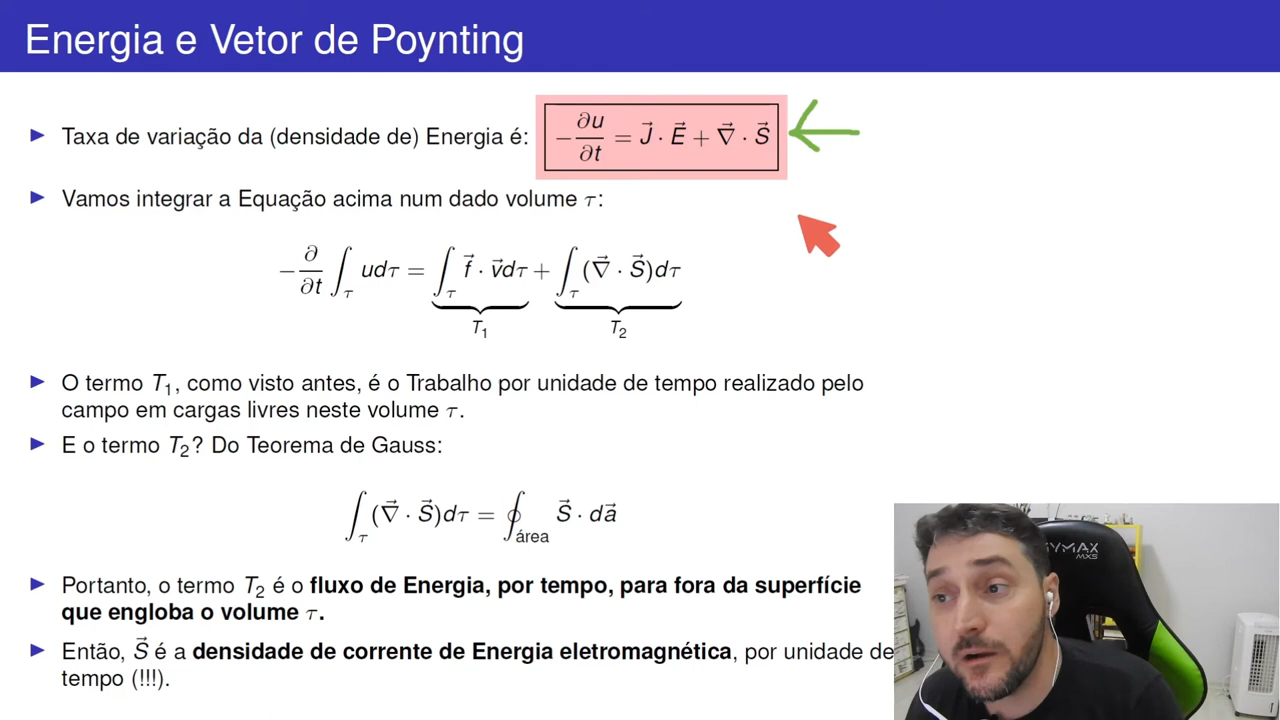 Energia e Vetor de Poynting
Taxa de variação da (densidade de) Energia é: −∂u/∂t = J⃗ · E⃗ + ∇⃗ · S⃗
Vamos integrar a Equação acima num dado volume τ:
−∂/∂t ∫_τ udτ = ∫_τ f⃗ · v⃗dτ + ∫_τ (∇⃗ · S⃗)dτ
T₁ T₂
O termo T₁, como visto antes, é o Trabalho por unidade de tempo realizado pelo
campo em cargas livres neste volume τ.
E o termo T₂? Do Teorema de Gauss:
∫_τ (∇⃗ · S⃗)dτ = ∮_área S⃗ · da⃗
Portanto, o termo T₂ é o fluxo de Energia, por tempo, para fora da superfície
que engloba o volume τ.
Então, S⃗ é a densidade de corrente de Energia eletromagnética, por unidade de
tempo (!!!).
YMAX
MX5